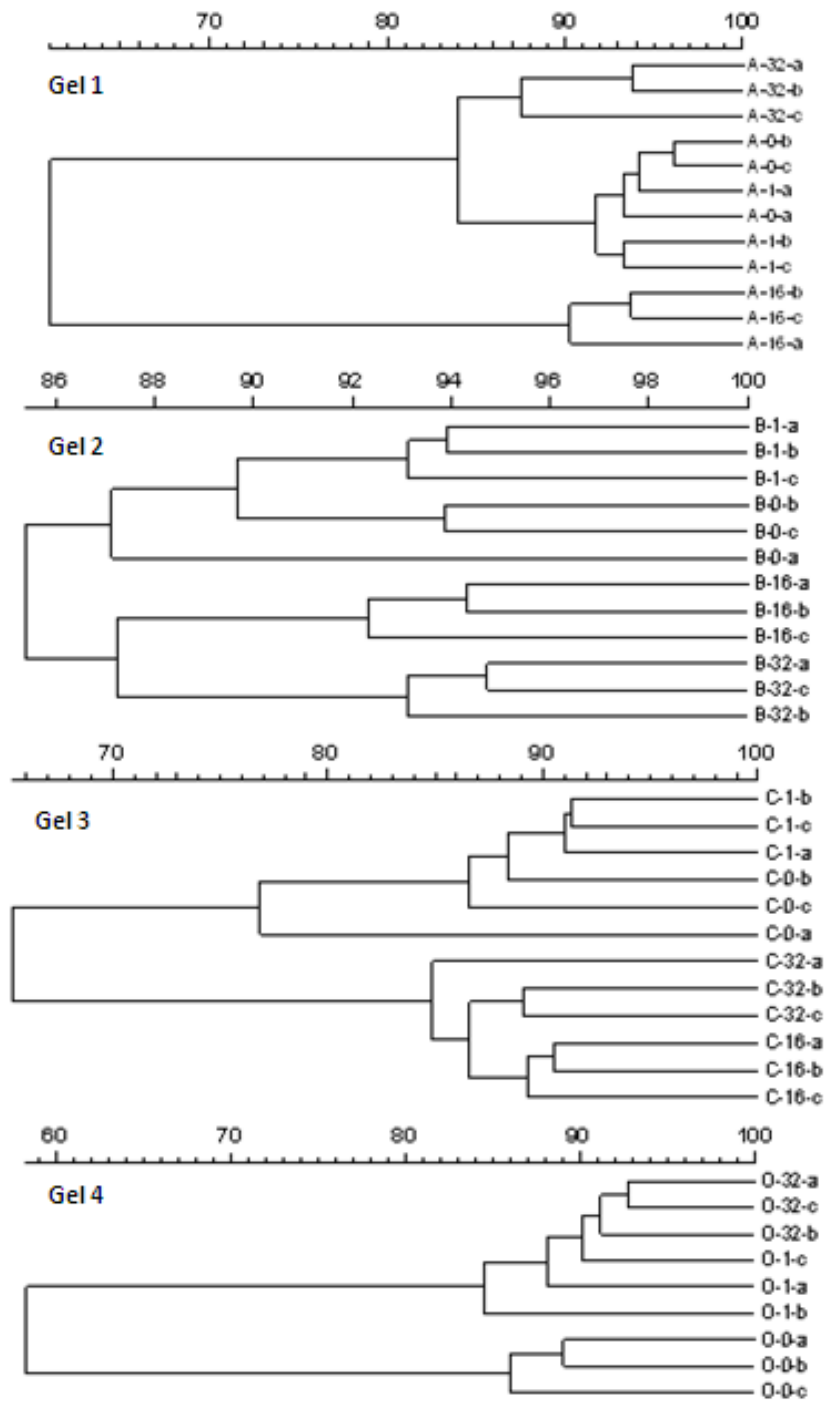 70 80 90 100
Gel 1
A-32-a
A-32-b
A-32-c
A-0-b
A-0-c
A-1-a
A-0-a
A-1-b
A-1-c
A-16-b
A-16-c
A-16-a
86 88 90 92 94 96 98 100
Gel 2
B-1-a
B-1-b
B-1-c
B-0-b
B-0-c
B-0-a
B-16-a
B-16-b
B-16-c
B-32-a
B-32-c
B-32-b
70 80 90 100
Gel 3
C-1-b
C-1-c
C-1-a
C-0-b
C-0-c
C-0-a
C-32-a
C-32-b
C-32-c
C-16-a
C-16-b
C-16-c
60 70 80 90 100
Gel 4
O-32-a
O-32-c
O-32-b
O-1-c
O-1-a
O-1-b
O-0-a
O-0-b
O-0-c